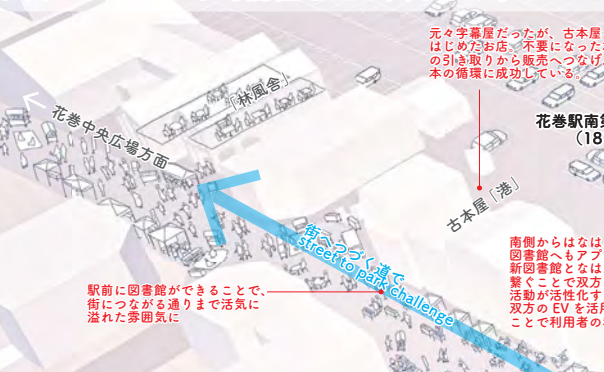 元々字幕屋だったが、古本屋
はじめたお店。不要になった
の引き取りから販売へつなげ
本の循環に成功している。
「林風舎」
花巻中央広場方面
花巻駅南
（18
古本屋「港」
街へつづく道で
street to park challenge
南側からはなは
図書館へもアプ
新図書館となは
繋ぐことで双方
活動が活性化す
双方の EV を活用
ことで利用者の
駅前に図書館ができることで、
街につながる通りまで活気に
溢れた雰囲気に